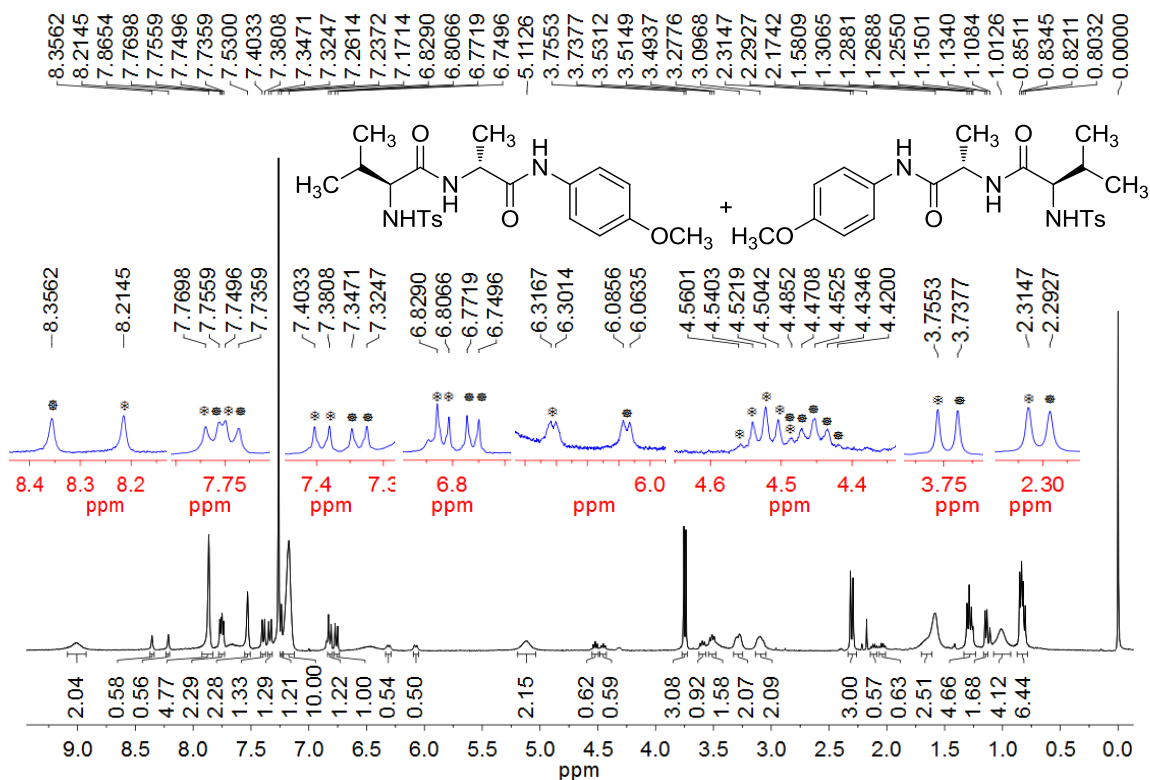 8.3562 8.2145 7.8654 7.7698 7.7559 7.7496 7.7359 7.5300 7.4033 7.3808 7.3471 7.3247 7.2614 7.2372 7.1714 6.8290 6.8066 6.7719 6.7496 5.1126 3.7553 3.7377 3.5312 3.5149 3.4937 3.2776 3.0968 2.3147 2.2927 2.1742 1.5809 1.3065 1.2881 1.2688 1.2550 1.1501 1.1340 1.1084 1.0126 0.8511 0.8345 0.8211 0.8032 0.0000
CH3 O CH3 H N
H3C N H O
NHTs OCH3
+
H N CH3 O CH3
O N H CH3
H3CO NHTs
8.3562 8.2145 7.7698 7.7559 7.7496 7.7359 7.4033 7.3808 7.3471 7.3247 6.8290 6.8066 6.7719 6.7496 6.3167 6.3014 6.0856 6.0635 4.5601 4.5403 4.5219 4.5042 4.4852 4.4708 4.4525 4.4346 4.4200 3.7553 3.7377 2.3147 2.2927
8.4 8.3 8.2 7.75 7.4 7.3 6.8 6.0 4.6 4.5 4.4 3.75 2.30
ppm ppm ppm ppm ppm ppm ppm ppm
2.04 0.58 0.56 4.77 2.29 2.28 1.33 1.29 1.21 10.00 1.22 1.00 0.54 0.50 2.15 0.62 0.59 3.08 0.92 1.58 2.07 2.09 3.00 0.57 0.63 2.51 4.66 1.68 4.12 6.44
9.0 8.5 8.0 7.5 7.0 6.5 6.0 5.5 5.0 4.5 4.0 3.5 3.0 2.5 2.0 1.5 1.0 0.5 0.0
ppm